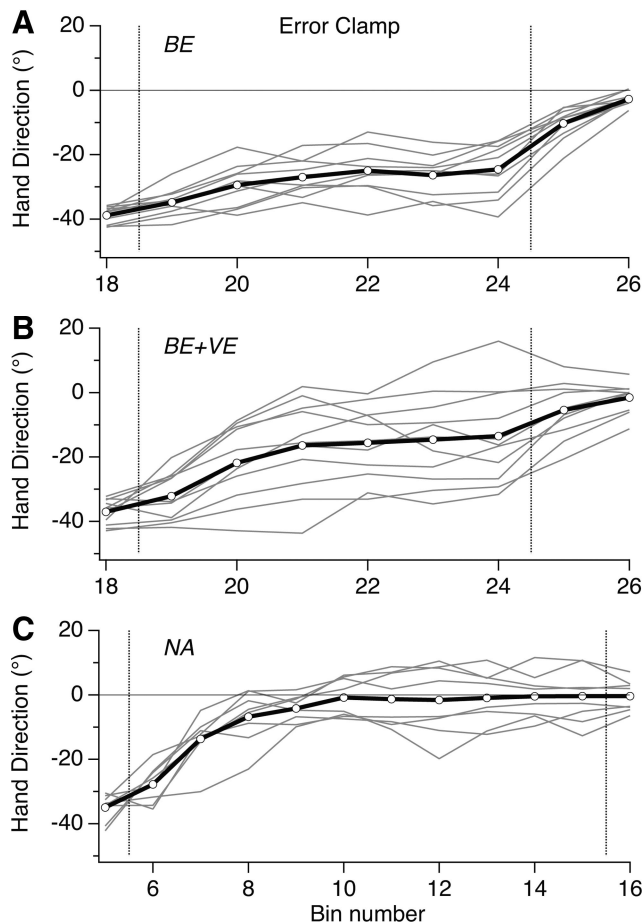 A
Error Clamp
BE
20
0
-20
-40
Hand Direction (°)
18 20 22 24 26
B
BE+VE
20
0
-20
-40
Hand Direction (°)
18 20 22 24 26
C
NA
20
0
-20
-40
Hand Direction (°)
6 8 10 12 14 16
Bin number